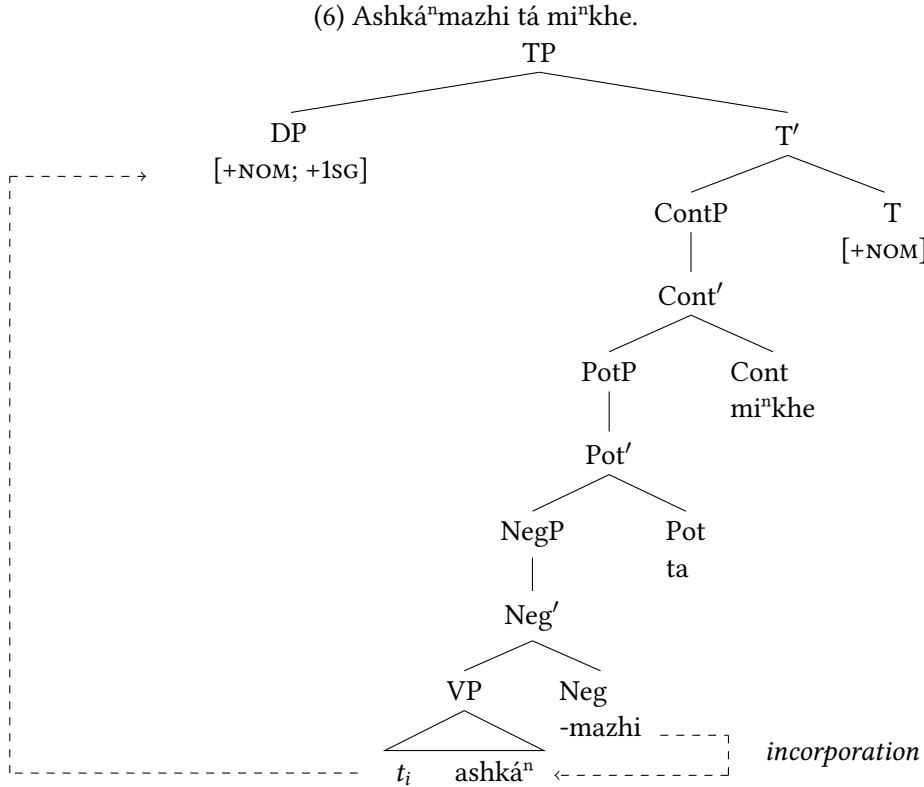 (6) Ashkáⁿmazhi tá miⁿkhe.
TP
DP T′
[+NOM; +1SG]
ContP T
[+NOM]
Cont′
PotP Cont
miⁿkhe
Pot′
NegP Pot
ta
Neg′
VP Neg
-mazhi
incorporation
tᵢ ashkáⁿ